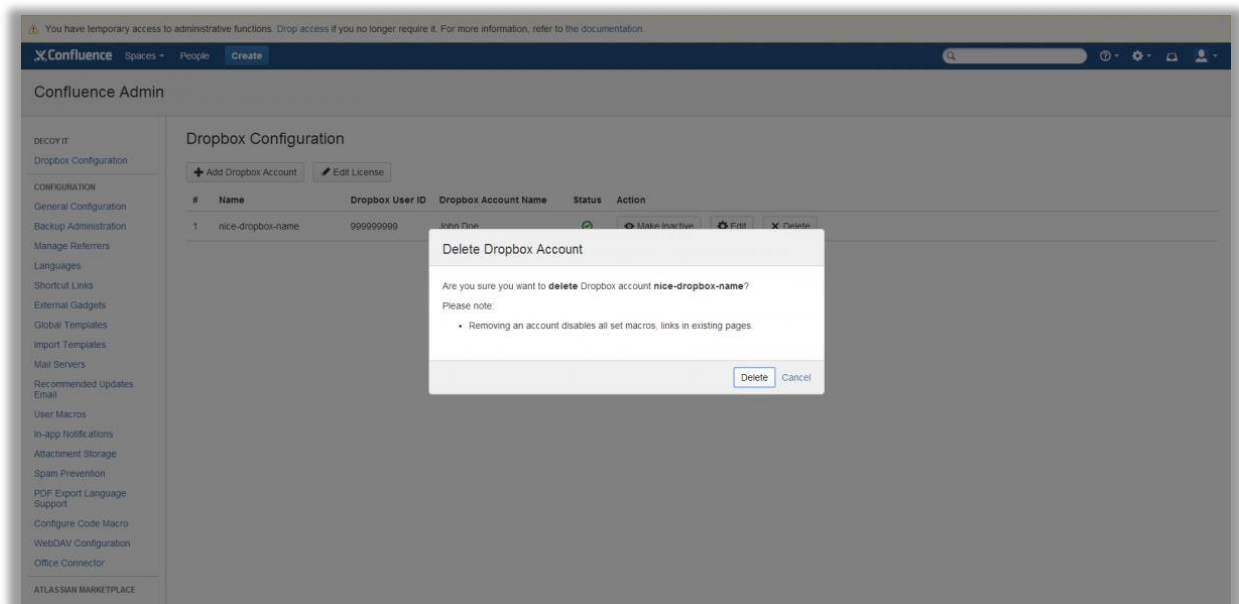 You have temporary access to administrative functions. Drop access if you no longer require it. For more information, refer to the documentation.
Confluence Spaces People Create
Confluence Admin
DECOY IT
Dropbox Configuration
CONFIGURATION
General Configuration
Backup Administration
Manage Referrers
Languages
Shortcut Links
External Gadgets
Global Templates
Import Templates
Mail Servers
Recommended Updates
Email
User Macros
In-app Notifications
Attachment Storage
Spam Prevention
PDF Export Language
Support
Configure Code Macro
WebDAV Configuration
Office Connector
ATLASSIAN MARKETPLACE
Dropbox Configuration
Add Dropbox Account Edit License
# Name Dropbox User ID Dropbox Account Name Status Action
1 nice-dropbox-name 999999999 John Doe Make Inactive Edit Delete
Delete Dropbox Account
Are you sure you want to delete Dropbox account nice-dropbox-name?
Please note:
• Removing an account disables all set macros, links in existing pages.
Delete Cancel